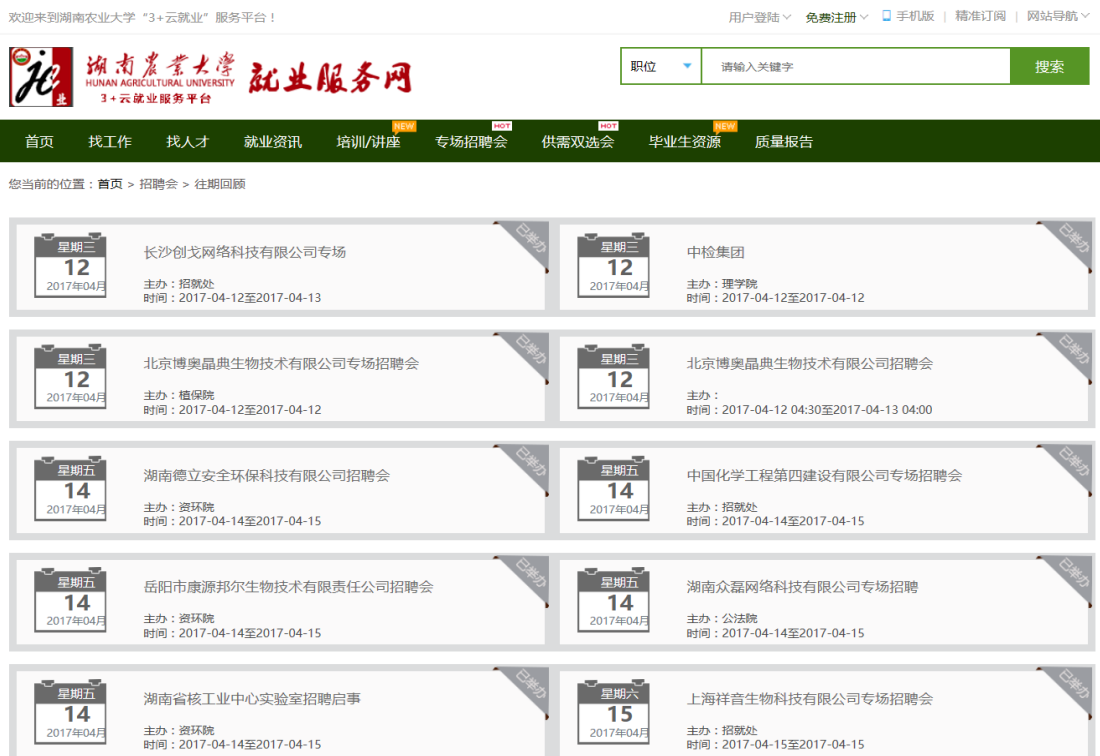 欢迎来到湖南农业大学“3+云就业”服务平台！
用户登陆 免费注册 手机版 | 精准订阅 | 网站导航
业
湖南农业大学
HUNAN AGRICULTURAL UNIVERSITY
3+云就业服务平台
就业服务网
职位 请输入关键字 搜索
NEW HOT HOT NEW
首页 找工作 找人才 就业资讯 培训/讲座 专场招聘会 供需双选会 毕业生资源 质量报告
您当前的位置：首页 > 招聘会 > 往期回顾
星期三
12
2017年04月
长沙创戈网络科技有限公司专场
主办：招就处
时间：2017-04-12至2017-04-13
已举办
星期三
12
2017年04月
中检集团
主办：理学院
时间：2017-04-12至2017-04-12
已举办
星期三
12
2017年04月
北京博奥晶典生物技术有限公司专场招聘会
主办：植保院
时间：2017-04-12至2017-04-12
已举办
星期三
12
2017年04月
北京博奥晶典生物技术有限公司招聘会
主办：
时间：2017-04-12 04:30至2017-04-13 04:00
已举办
星期五
14
2017年04月
湖南德立安全环保科技有限公司招聘会
主办：资环院
时间：2017-04-14至2017-04-15
已举办
星期五
14
2017年04月
中国化学工程第四建设有限公司专场招聘会
主办：招就处
时间：2017-04-14至2017-04-15
已举办
星期五
14
2017年04月
岳阳市康源邦尔生物技术有限责任公司招聘会
主办：资环院
时间：2017-04-14至2017-04-15
已举办
星期五
14
2017年04月
湖南众磊网络科技有限公司专场招聘
主办：公法院
时间：2017-04-14至2017-04-15
已举办
星期五
14
2017年04月
湖南省核工业中心实验室招聘启事
主办：资环院
时间：2017-04-14至2017-04-15
已举办
星期六
15
2017年04月
上海祥音生物科技有限公司专场招聘会
主办：招就处
时间：2017-04-15至2017-04-15
已举办